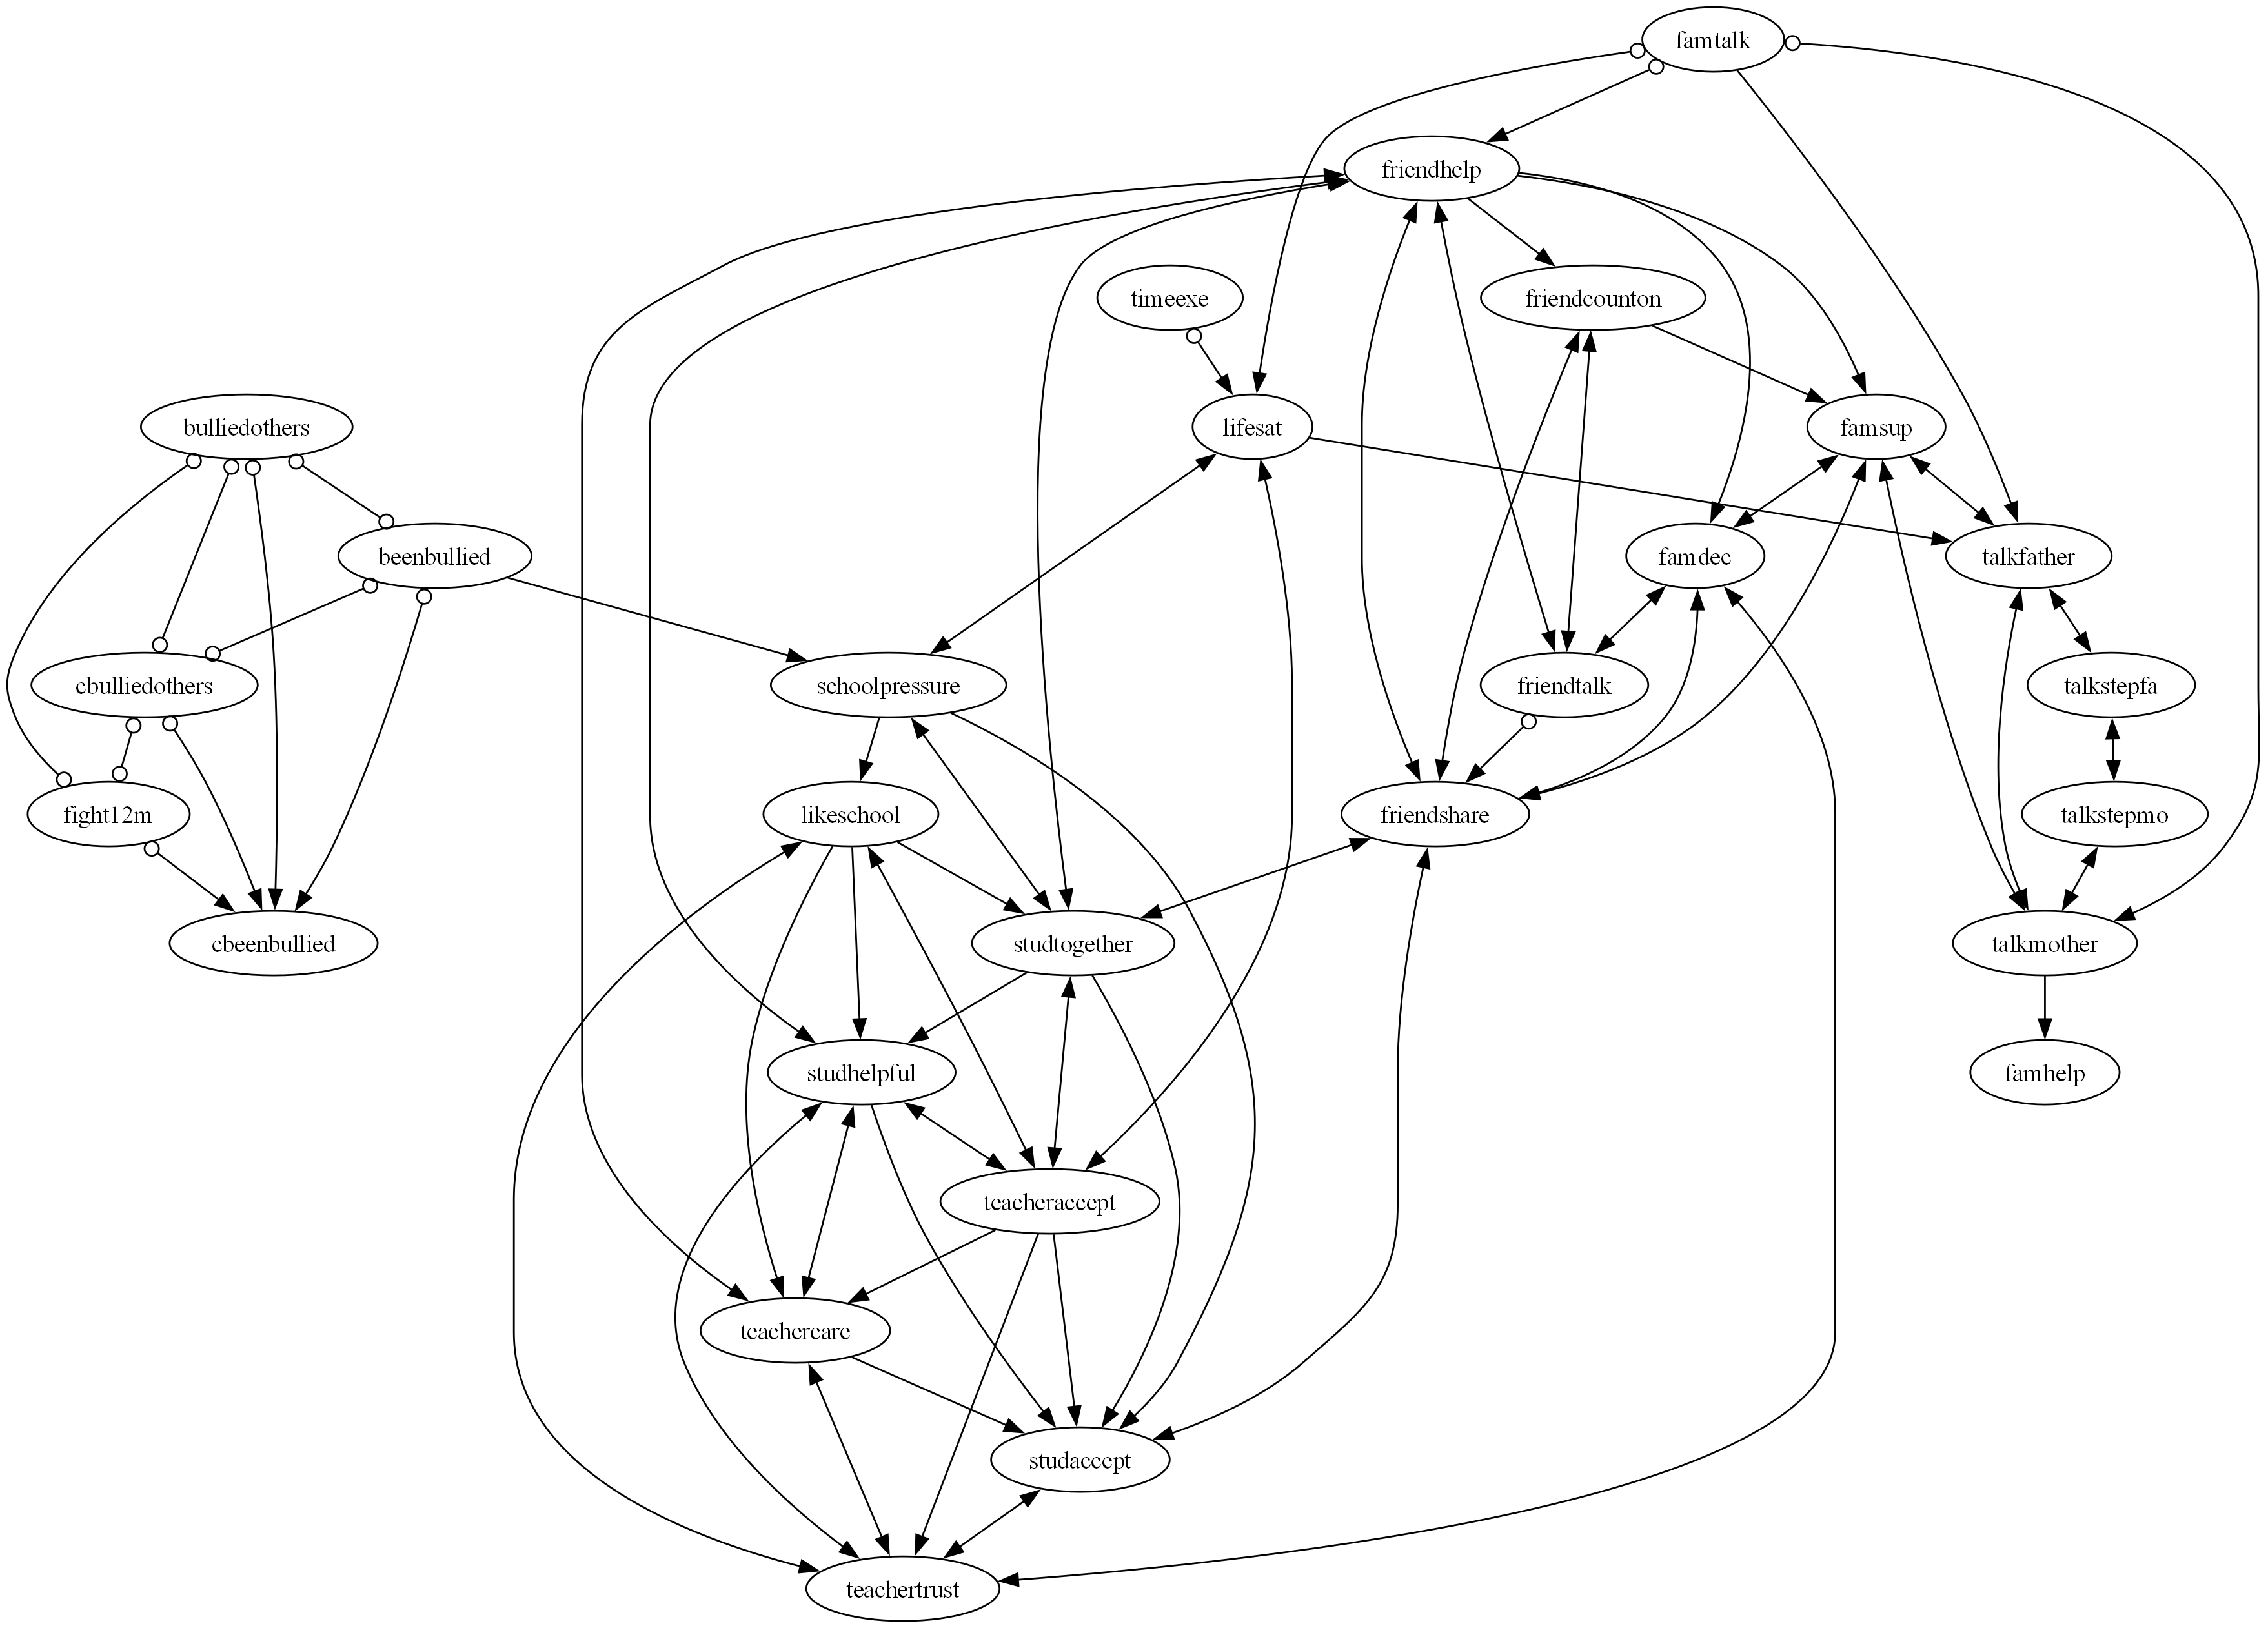 famtalk
friendhelp
timeexe
friendcounton
bulliedothers
lifesat
famsup
beenbullied
famdec
talkfather
cbulliedothers
schoolpressure
friendtalk
talkstepfa
fight12m
likeschool
friendshare
talkstepmo
cbeenbullied
studtogether
talkmother
studhelpful
famhelp
teacheraccept
teachercare
studaccept
teachertrust